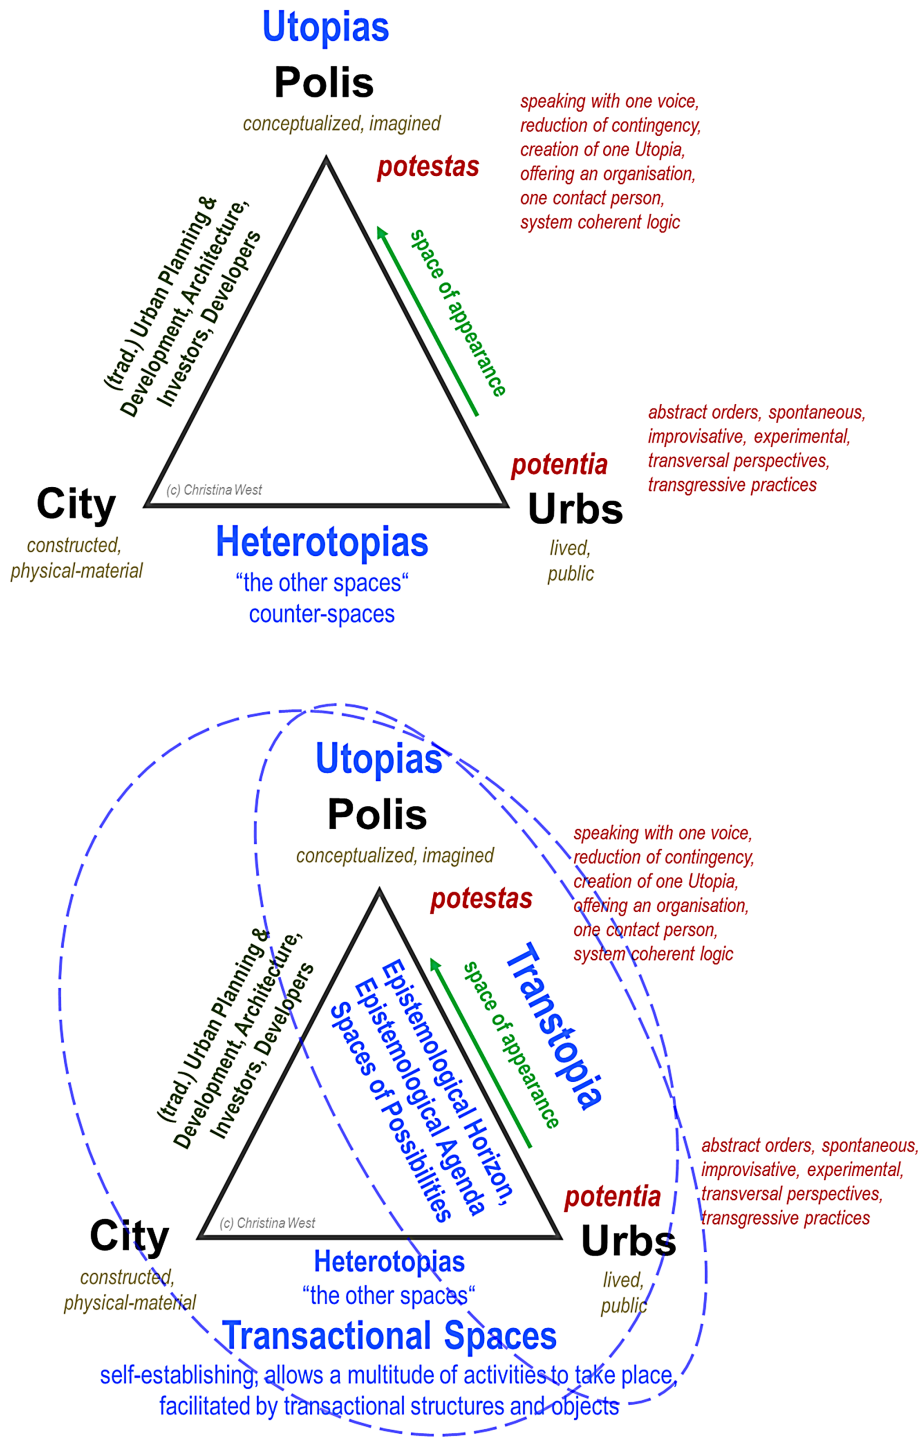 Utopias
Polis
conceptualized, imagined
potestas
speaking with one voice,
reduction of contingency,
creation of one Utopia,
offering an organisation,
one contact person,
system coherent logic
(trad.) Urban Planning &
Development, Architecture,
Investors, Developers
space of appearance
potentia
abstract orders, spontaneous,
improvisative, experimental,
transversal perspectives,
transgressive practices
City
constructed,
physical-material
(c) Christina West
Urbs
lived,
public
Heterotopias
“the other spaces“
counter-spaces
Utopias
Polis
conceptualized, imagined
potestas
speaking with one voice,
reduction of contingency,
creation of one Utopia,
offering an organisation,
one contact person,
system coherent logic
(trad.) Urban Planning &
Development, Architecture,
Investors, Developers
Epistemological Horizon,
Epistemological Agenda
Spaces of Possibilities
space of appearance
Transtopia
potentia
abstract orders, spontaneous,
improvisative, experimental,
transversal perspectives,
transgressive practices
City
constructed,
physical-material
(c) Christina West
Urbs
lived,
public
Heterotopias
“the other spaces“
Transactional Spaces
self-establishing, allows a multitude of activities to take place,
facilitated by transactional structures and objects